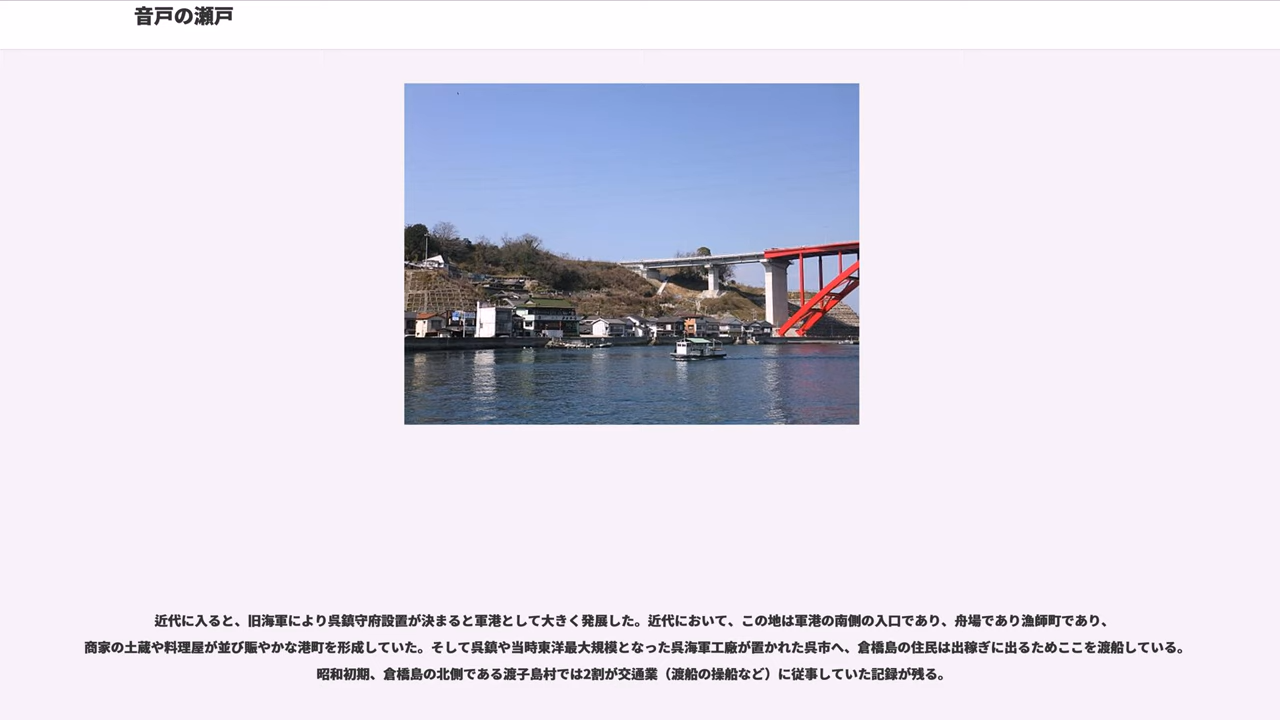 音戸の瀬戸
近代に入ると、旧海軍により呉鎮守府設置が決まると軍港として大きく発展した。近代において、この地は軍港の南側の入口であり、舟場であり漁師町であり、
商家の土蔵や料理屋が並び賑やかな港町を形成していた。そして呉鎮や当時東洋最大規模となった呉海軍工廠が置かれた呉市へ、倉橋島の住民は出稼ぎに出るためここを渡船している。
昭和初期、倉橋島の北側である渡子島村では2割が交通業（渡船の操船など）に従事していた記録が残る。